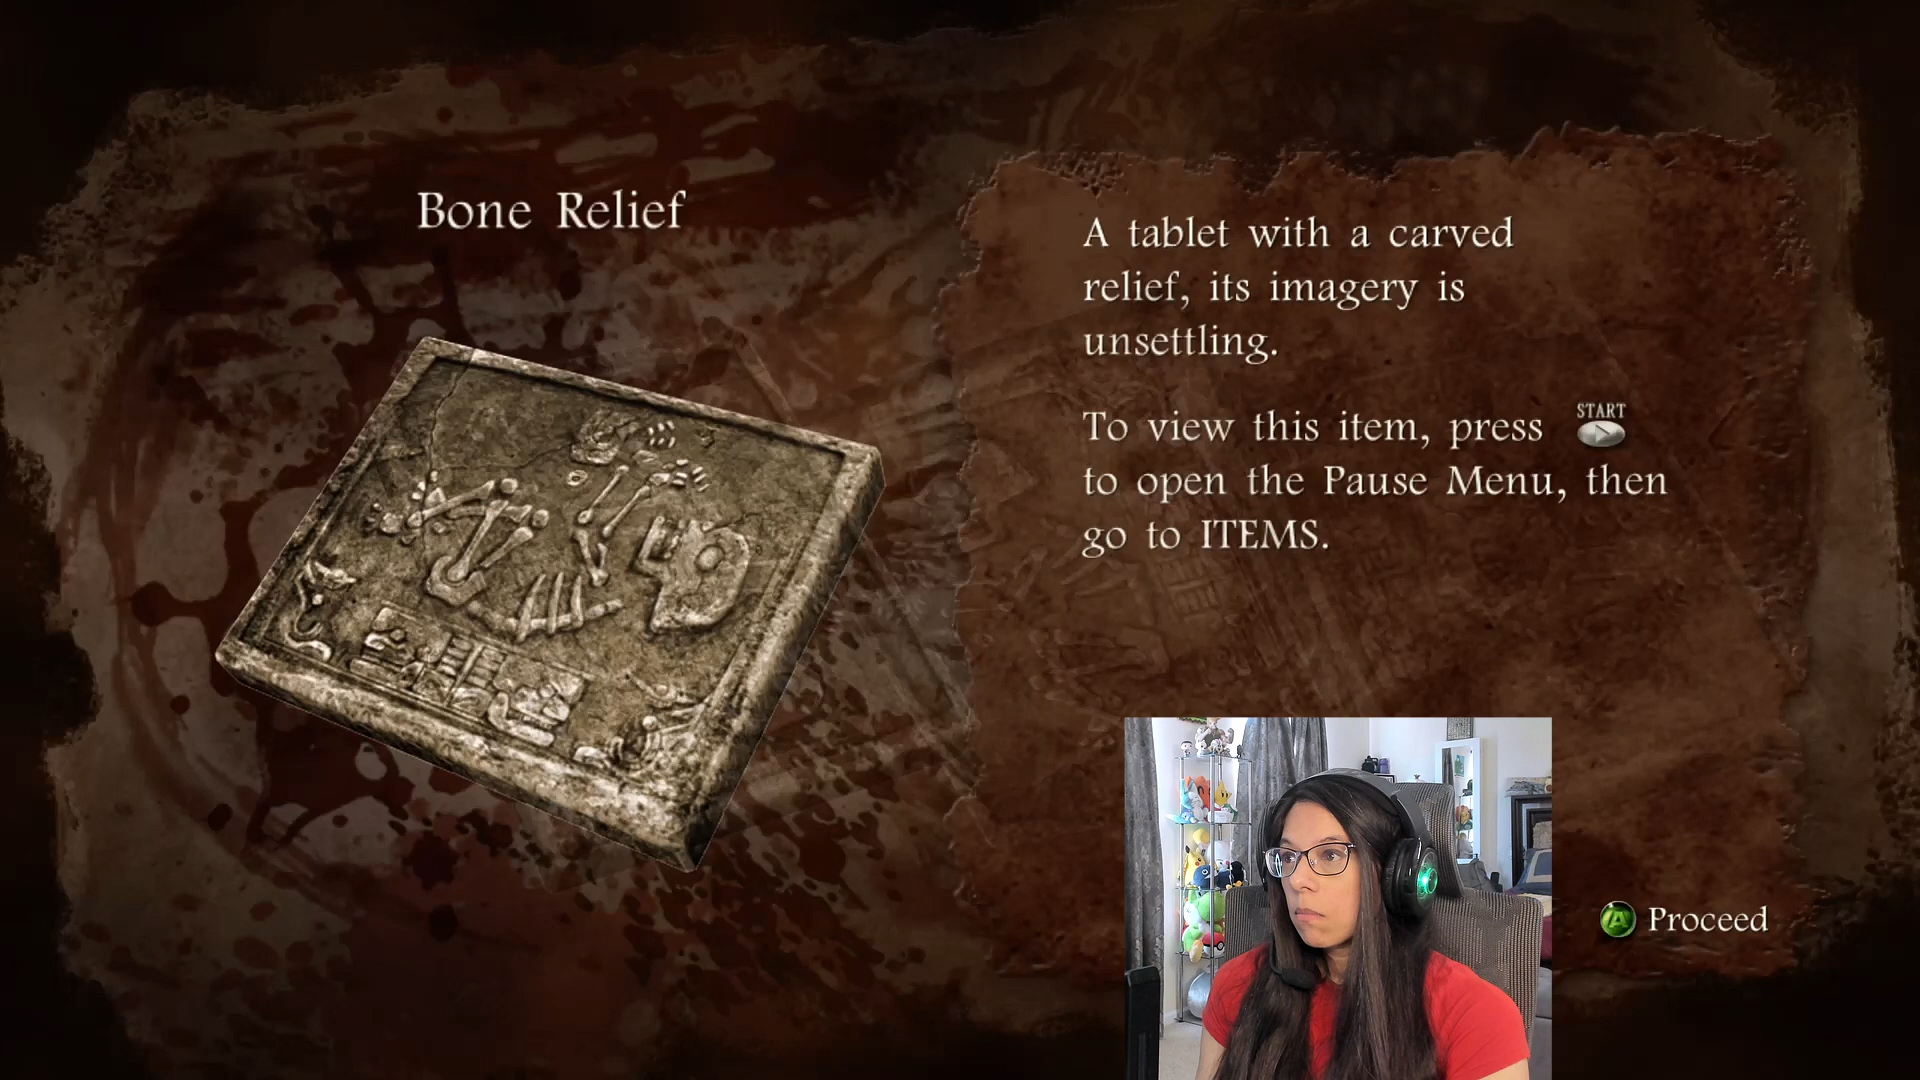 Bone Relief
A tablet with a carved
relief, its imagery is
unsettling.
To view this item, press START
to open the Pause Menu, then
go to ITEMS.
A Proceed